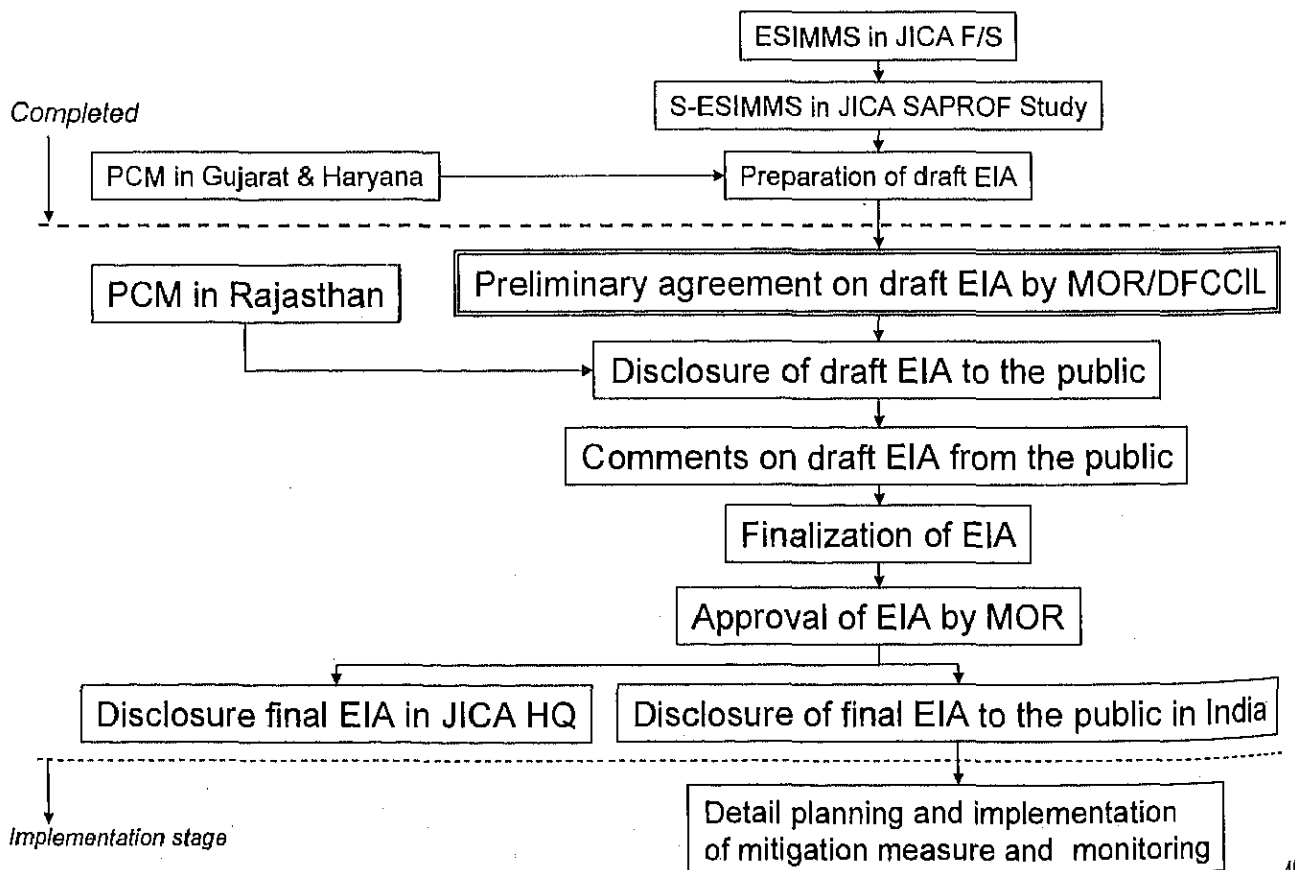 ESIMMS in JICA F/S
S-ESIMMS in JICA SAPROF Study
Completed
PCM in Gujarat & Haryana
Preparation of draft EIA
Preliminary agreement on draft EIA by MOR/DFCCIL
PCM in Rajasthan
Disclosure of draft EIA to the public
Comments on draft EIA from the public
Finalization of EIA
Approval of EIA by MOR
Disclosure final EIA in JICA HQ
Disclosure of final EIA to the public in India
Implementation stage
Detail planning and implementation
of mitigation measure and monitoring